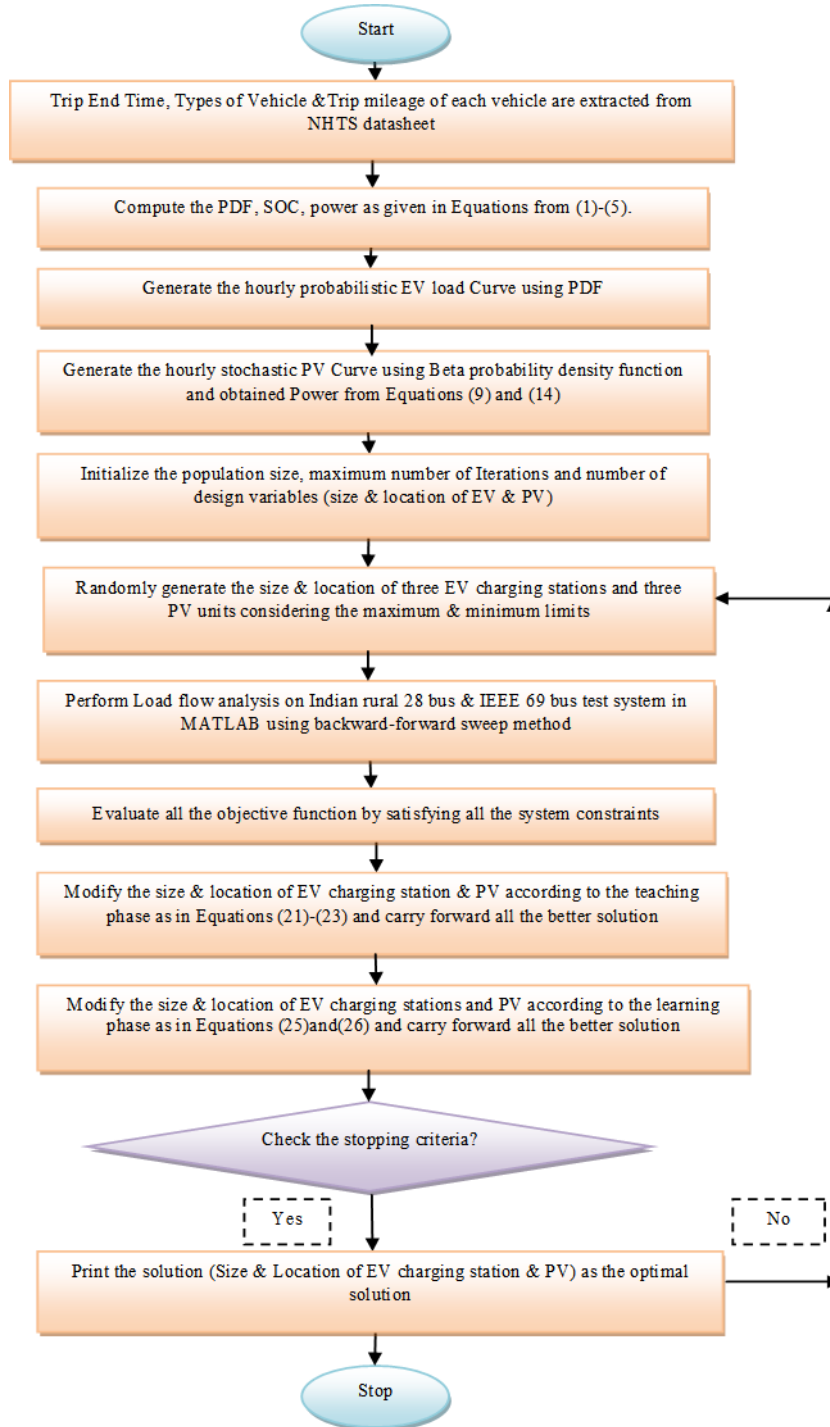 Start
Trip End Time, Types of Vehicle &Trip mileage of each vehicle are extracted from
NHTS datasheet
Compute the PDF, SOC, power as given in Equations from (1)-(5).
Generate the hourly probabilistic EV load Curve using PDF
Generate the hourly stochastic PV Curve using Beta probability density function
and obtained Power from Equations (9) and (14)
Initialize the population size, maximum number of Iterations and number of
design variables (size & location of EV & PV)
Randomly generate the size & location of three EV charging stations and three
PV units considering the maximum & minimum limits
Perform Load flow analysis on Indian rural 28 bus & IEEE 69 bus test system in
MATLAB using backward-forward sweep method
Evaluate all the objective function by satisfying all the system constraints
Modify the size & location of EV charging station & PV according to the teaching
phase as in Equations (21)-(23) and carry forward all the better solution
Modify the size & location of EV charging stations and PV according to the learning
phase as in Equations (25)and(26) and carry forward all the better solution
Check the stopping criteria?
Yes
No
Print the solution (Size & Location of EV charging station & PV) as the optimal
solution
Stop